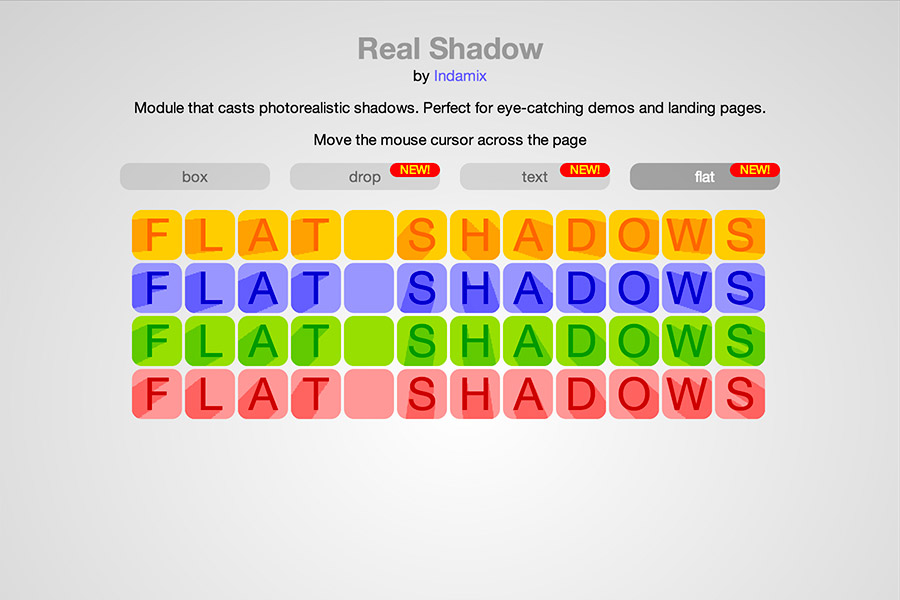 Real Shadow
by Indamix
Module that casts photorealistic shadows. Perfect for eye-catching demos and landing pages.
Move the mouse cursor across the page
box drop NEW! text NEW! flat NEW!
FLAT SHADOWS
FLAT SHADOWS
FLAT SHADOWS
FLAT SHADOWS